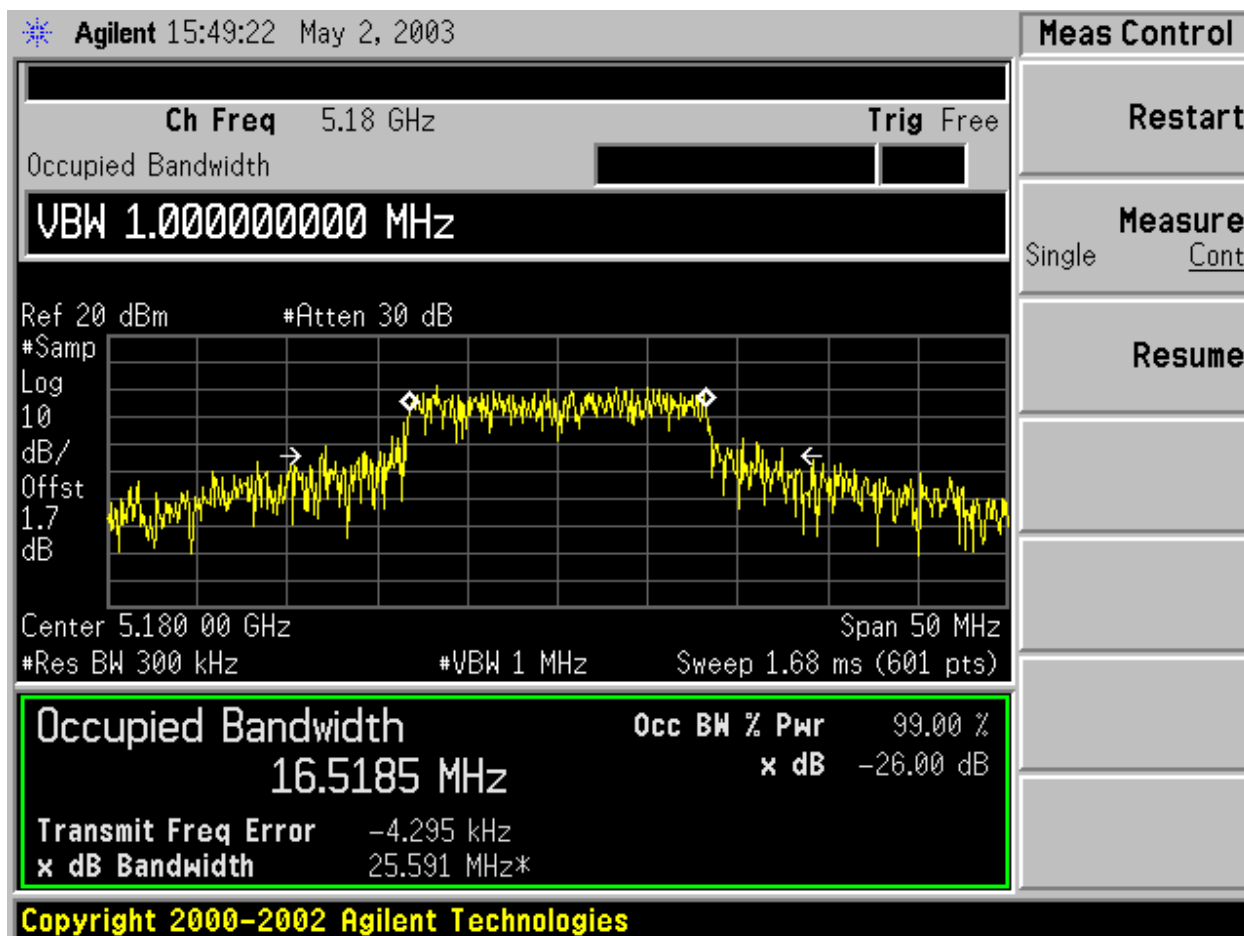 Agilent 15:49:22 May 2, 2003
Meas Control
Ch Freq 5.18 GHz
Trig Free
Occupied Bandwidth
VBW 1.000000000 MHz
Restart
Measure
Single Cont
Resume
Ref 20 dBm #Atten 30 dB
#Samp
Log
10
dB/
Offst
1.7
dB
Center 5.180 00 GHz Span 50 MHz
#Res BW 300 kHz #VBW 1 MHz Sweep 1.68 ms (601 pts)
Occupied Bandwidth
16.5185 MHz
Occ BW % Pwr 99.00 %
x dB -26.00 dB
Transmit Freq Error -4.295 kHz
x dB Bandwidth 25.591 MHz*
Copyright 2000-2002 Agilent Technologies